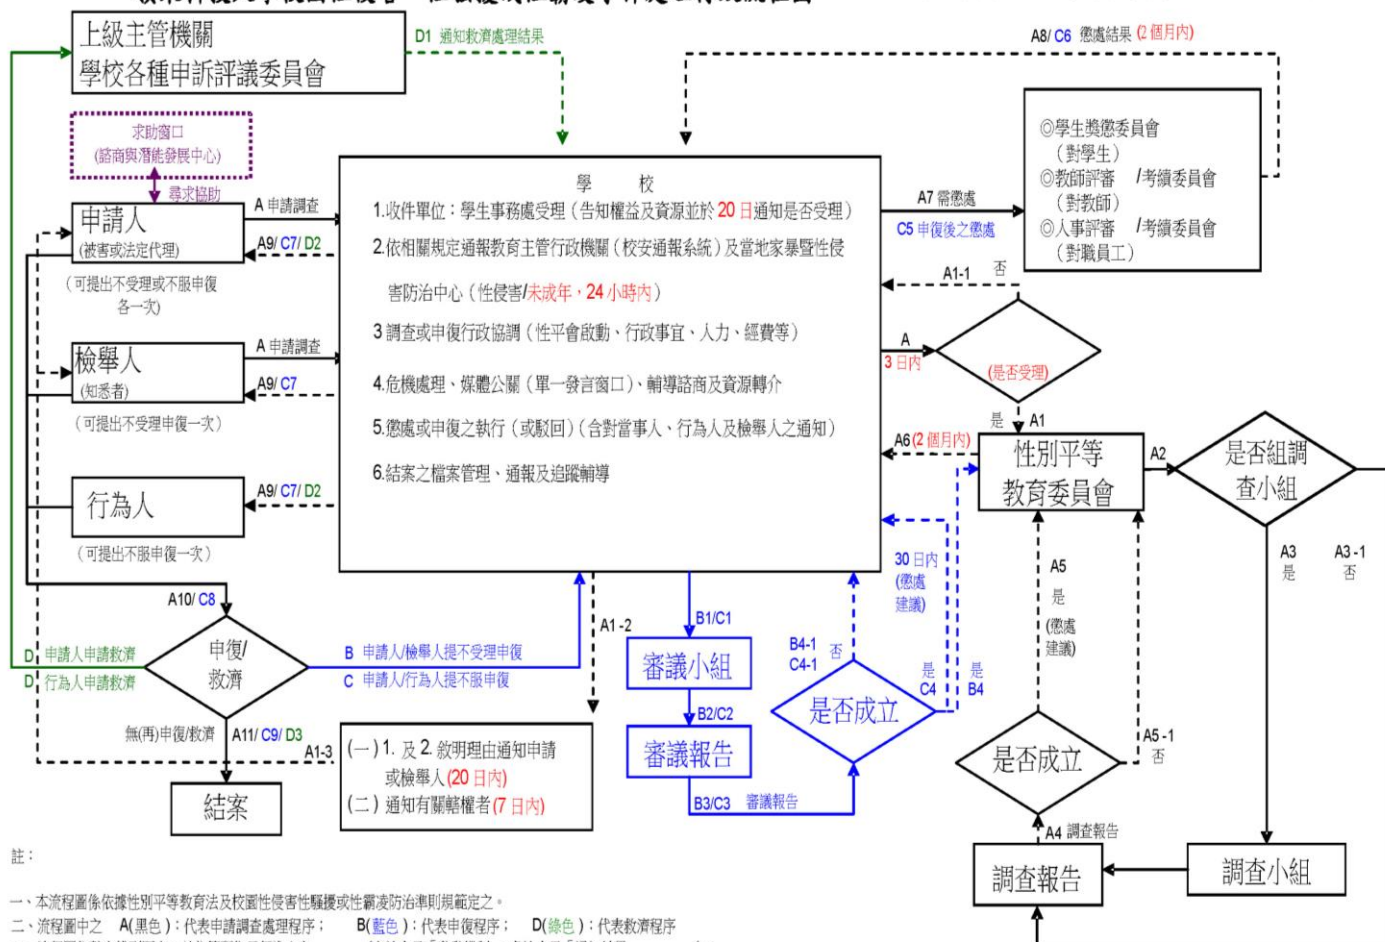 上級主管機關
學校各種申訴評議委員會
D1 通知救濟處理結果
A8/ C6 懲處結果 (2 個月內)
求助窗口
(諮商與潛能發展中心)
尋求協助
申請人
(被害或法定代理)
(可提出不受理或不服申復
各一次)
A 申請調查
A9/ C7/ D2
檢舉人
(知悉者)
(可提出不受理申復一次)
A 申請調查
A9/ C7
行為人
(可提出不服申復一次)
A9/ C7/ D2
學 校
1.收件單位：學生事務處受理（告知權益及資源並於 20 日通知是否受理）
2.依相關規定通報教育主管行政機關（校安通報系統）及當地家暴暨性侵
害防治中心（性侵害/未成年，24 小時內）
3 調查或申復行政協調（性平會啟動、行政事宜、人力、經費等）
4.危機處理、媒體公關（單一發言窗口）、輔導諮商及資源轉介
5.懲處或申復之執行（或駁回）（含對當事人、行為人及檢舉人之通知）
6.結案之檔案管理、通報及追蹤輔導
A7 需懲處
C5 申復後之懲處
◎學生獎懲委員會
（對學生）
◎教師評審 /考績委員會
（對教師）
◎人事評審 /考績委員會
（對職員工）
A1-1 否
A
3 日內
(是否受理)
是 A1
A6 (2 個月內)
性別平等
教育委員會
A2
是否組調
查小組
A3
是
A3 -1
否
A5
是
(懲處
建議)
A5 -1
否
是否成立
A4 調查報告
調查報告
調查小組
30 日內
(懲處
建議)
B4-1
C4-1 否
是
C4
是
B4
是否成立
B1/C1
審議小組
B2/C2
審議報告
B3/C3 審議報告
A1 -2
A10/ C8
申復/
救濟
D 申請人申請救濟
D 行為人申請救濟
B 申請人/檢舉人提不受理申復
C 申請人/行為人提不服申復
無(再)申復/救濟
A11/ C9/ D3
A1-3
結案
(一) 1. 及 2. 敘明理由通知申請
或檢舉人(20 日內)
(二) 通知有關轄權者(7 日內)
註：
一、本流程圖係依據性別平等教育法及校園性侵害性騷擾或性霸凌防治準則規範定之。
二、流程圖中之 A(黑色)：代表申請調查處理程序； B(藍色)：代表申復程序； D(綠色)：代表救濟程序